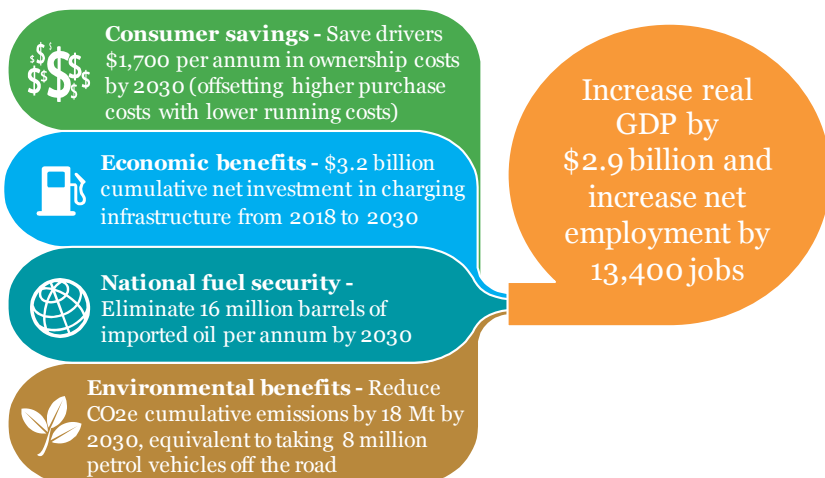 Consumer savings - Save drivers
$1,700 per annum in ownership costs
by 2030 (offsetting higher purchase
costs with lower running costs)
Economic benefits - $3.2 billion
cumulative net investment in charging
infrastructure from 2018 to 2030
National fuel security -
Eliminate 16 million barrels of
imported oil per annum by 2030
Environmental benefits - Reduce
CO2e cumulative emissions by 18 Mt by
2030, equivalent to taking 8 million
petrol vehicles off the road
Increase real
GDP by
$2.9 billion and
increase net
employment by
13,400 jobs